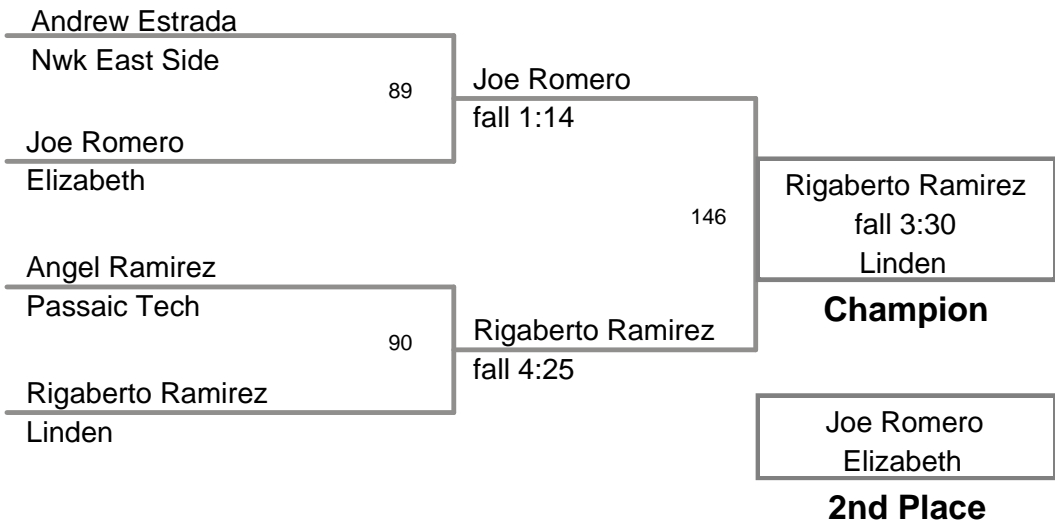 Andrew Estrada
Nwk East Side
89
Joe Romero
Elizabeth
Joe Romero
fall 1:14
Angel Ramirez
Passaic Tech
90
Rigaberto Ramirez
Linden
Rigaberto Ramirez
fall 4:25
146
Rigaberto Ramirez
fall 3:30
Linden
Champion
Joe Romero
Elizabeth
2nd Place